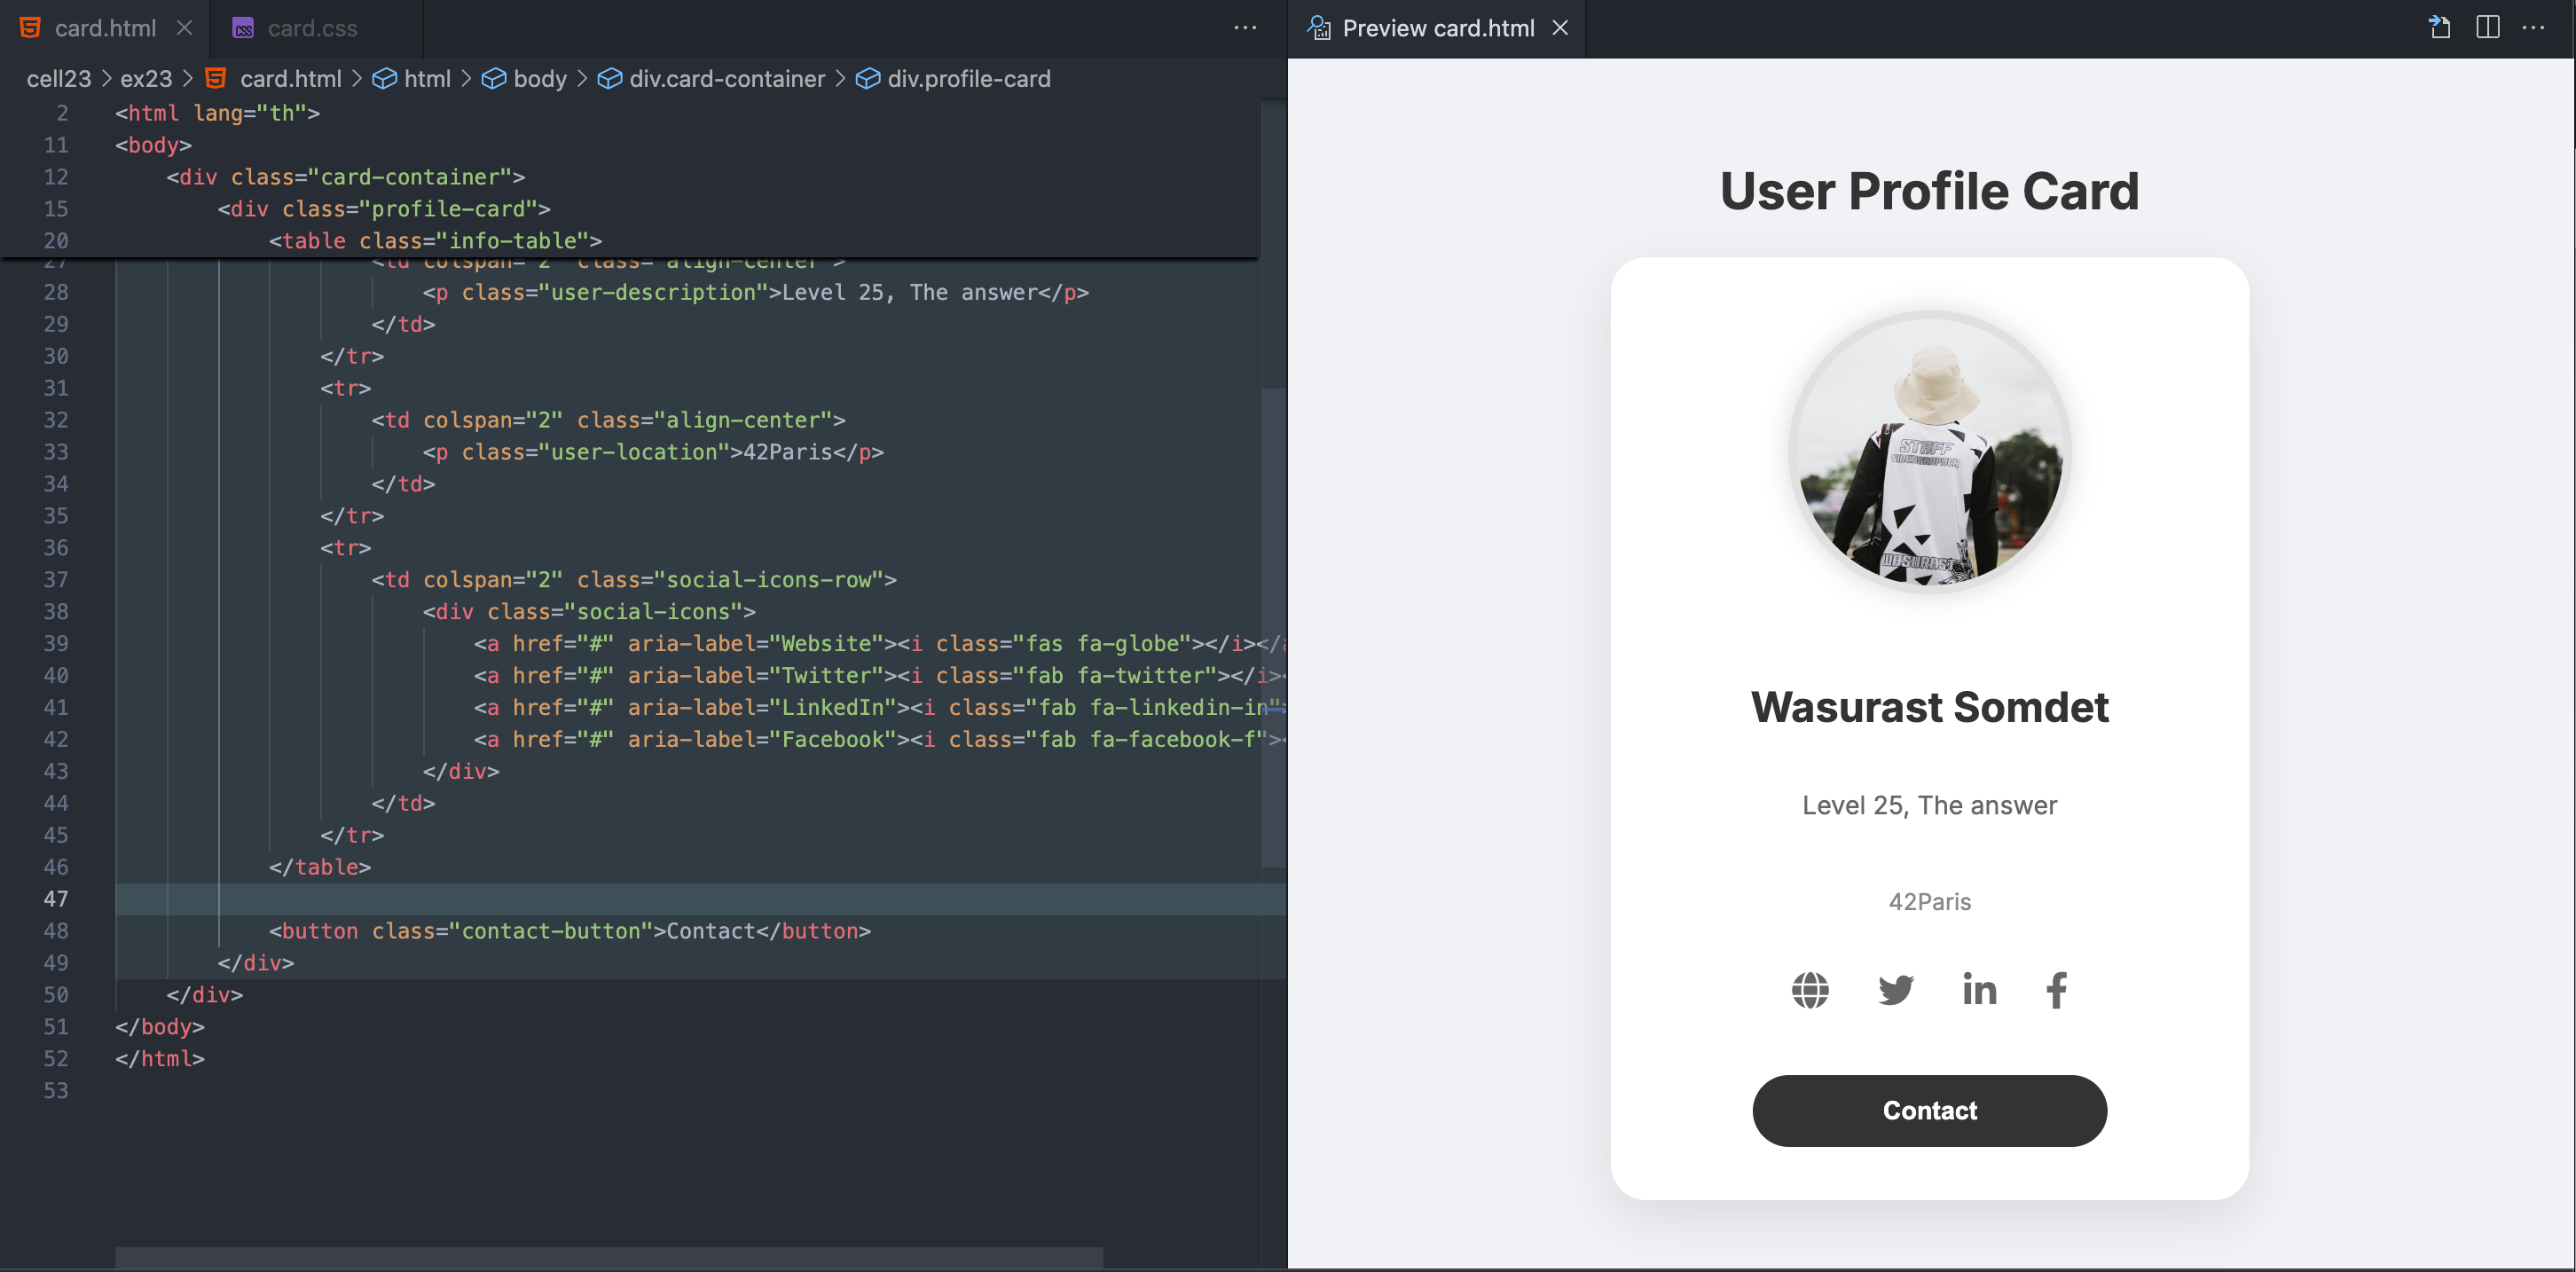 card.html
card.css
Preview card.html
cell23 > ex23 > card.html > html > body > div.card-container > div.profile-card
2 <html lang="th">
11 <body>
12 <div class="card-container">
15 <div class="profile-card">
20 <table class="info-table">
27 <td colspan="2" class="align-center">
28 <p class="user-description">Level 25, The answer</p>
29 </td>
30 </tr>
31 <tr>
32 <td colspan="2" class="align-center">
33 <p class="user-location">42Paris</p>
34 </td>
35 </tr>
36 <tr>
37 <td colspan="2" class="social-icons-row">
38 <div class="social-icons">
39 <a href="#" aria-label="Website"><i class="fas fa-globe"></i></a
40 <a href="#" aria-label="Twitter"><i class="fab fa-twitter"></i><
41 <a href="#" aria-label="LinkedIn"><i class="fab fa-linkedin-in">
42 <a href="#" aria-label="Facebook"><i class="fab fa-facebook-f"><
43 </div>
44 </td>
45 </tr>
46 </table>
47
48 <button class="contact-button">Contact</button>
49 </div>
50 </div>
51 </body>
52 </html>
53
User Profile Card
STAFF
VIDEOGRAPHER
WASURAST
Wasurast Somdet
Level 25, The answer
42Paris
Contact